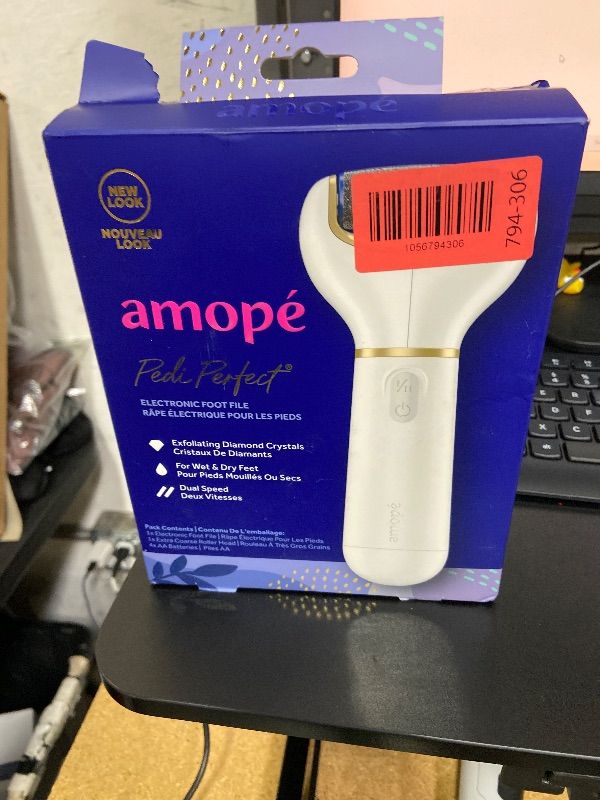 amopé
NEW
LOOK
NOUVEAU
LOOK
1056794306
794-306
amopé
Pedi Perfect®
ELECTRONIC FOOT FILE
RÂPE ÉLECTRIQUE POUR LES PIEDS
Exfoliating Diamond Crystals
Cristaux De Diamants
For Wet & Dry Feet
Pour Pieds Mouillés Ou Secs
Dual Speed
Deux Vitesses
amopé
Pack Contents | Contenu De L'emballage:
1x Electronic Foot File | Râpe Électrique Pour Les Pieds
1x Extra Coarse Roller Head | Rouleau À Très Gros Grains
4x AA Batteries | Piles AA